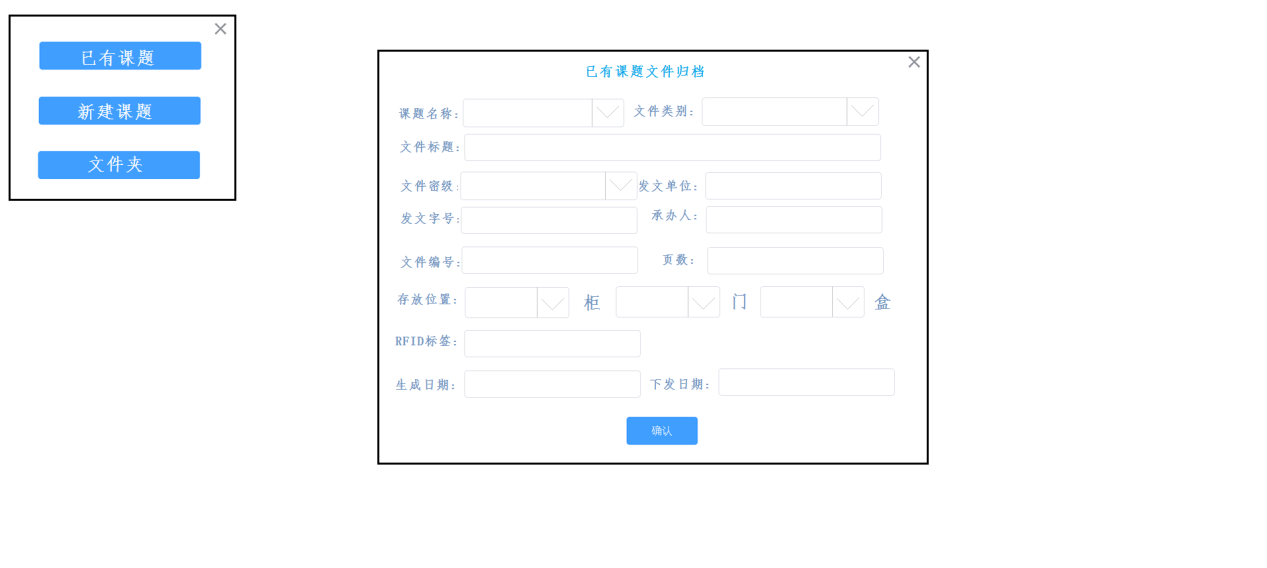 已有课题
新建课题
文件夹
已有课题文件归档
课题名称: 文件类别:
文件标题:
文件密级: 发文单位:
发文字号: 承办人:
文件编号: 页数:
存放位置: 柜 门 盒
RFID标签:
生成日期: 下发日期:
确认